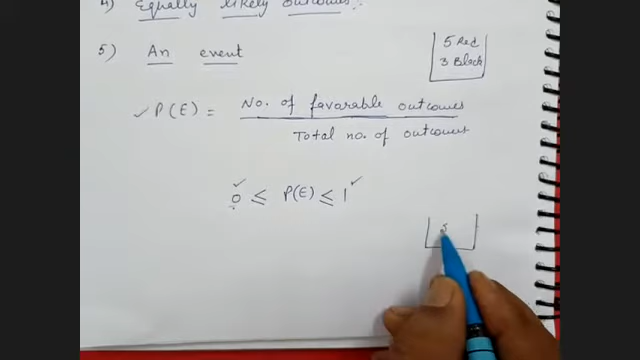 4) Equally likely outcomes.
5) An event
5 Red
3 Black
P(E) = No. of favorable outcomes
Total no. of outcomes
0 ≤ P(E) ≤ 1